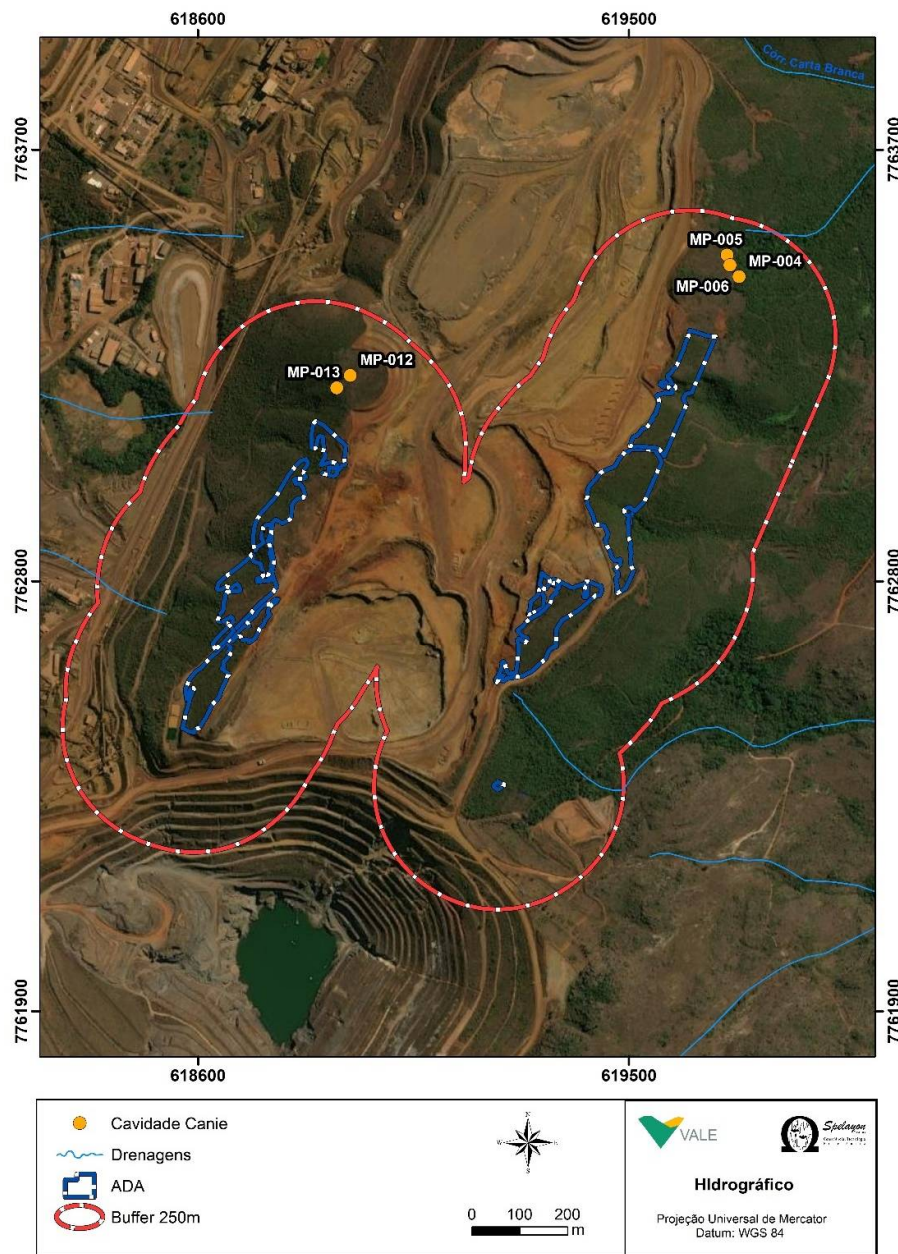 618600
619500
Córr. Carta Branca
7763700
7763700
MP-005
MP-004
MP-006
MP-012
MP-013
7762800
7762800
7761900
7761900
618600
619500
Cavidade Canie
Drenagens
ADA
Buffer 250m
N
W
E
S
0 100 200
m
VALE
Spelayon
HIdrográfico
Projeção Universal de Mercator
Datum: WGS 84